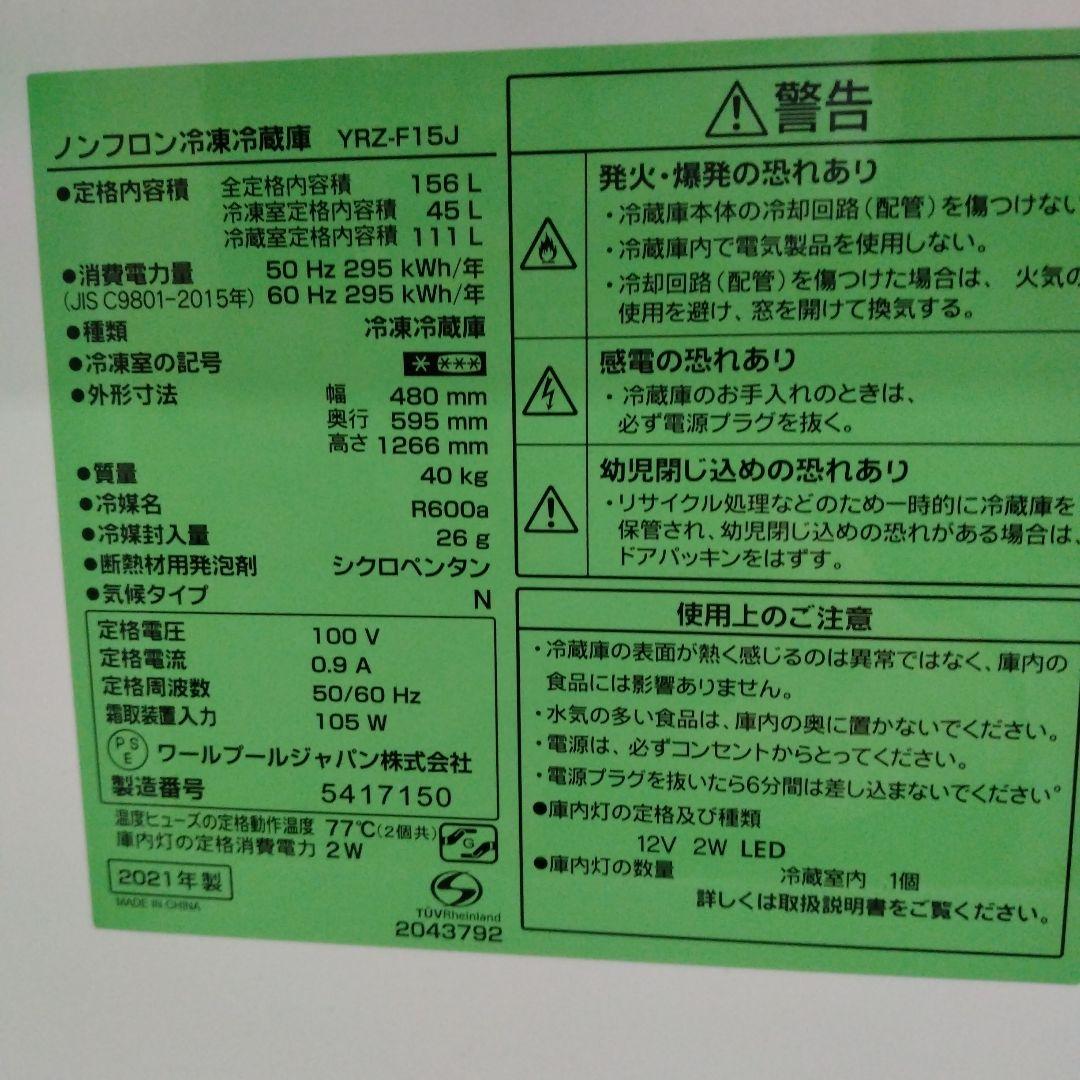 ノンフロン冷凍冷蔵庫 YRZ-F15J
●定格内容積 全定格内容積 156 L
冷凍室定格内容積 45 L
冷蔵室定格内容積 111 L
●消費電力量 50 Hz 295 kWh/年
(JIS C9801-2015年) 60 Hz 295 kWh/年
●種類 冷凍冷蔵庫
●冷凍室の記号 * ***
●外形寸法 幅 480 mm
奥行 595 mm
高さ 1266 mm
●質量 40 kg
●冷媒名 R600a
●冷媒封入量 26 g
●断熱材用発泡剤 シクロペンタン
●気候タイプ N
定格電圧 100 V
定格電流 0.9 A
定格周波数 50/60 Hz
霜取装置入力 105 W
PSE ワールプールジャパン株式会社
製造番号 5417150
温度ヒューズの定格動作温度 77℃(2個共)
庫内灯の定格消費電力 2W
G
2021年製
MADE IN CHINA
TÜVRheinland
2043792
警告
発火・爆発の恐れあり
・冷蔵庫本体の冷却回路(配管)を傷つけない
・冷蔵庫内で電気製品を使用しない。
・冷却回路(配管)を傷つけた場合は、火気の
使用を避け、窓を開けて換気する。
感電の恐れあり
・冷蔵庫のお手入れのときは、
必ず電源プラグを抜く。
幼児閉じ込めの恐れあり
・リサイクル処理などのため一時的に冷蔵庫を
保管され、幼児閉じ込めの恐れがある場合は、
ドアパッキンをはずす。
使用上のご注意
・冷蔵庫の表面が熱く感じるのは異常ではなく、庫内の
食品には影響ありません。
・水気の多い食品は、庫内の奥に置かないでください。
・電源は、必ずコンセントからとってください。
・電源プラグを抜いたら6分間は差し込まないでください。
●庫内灯の定格及び種類
12V 2W LED
●庫内灯の数量 冷蔵室内 1個
詳しくは取扱説明書をご覧ください。